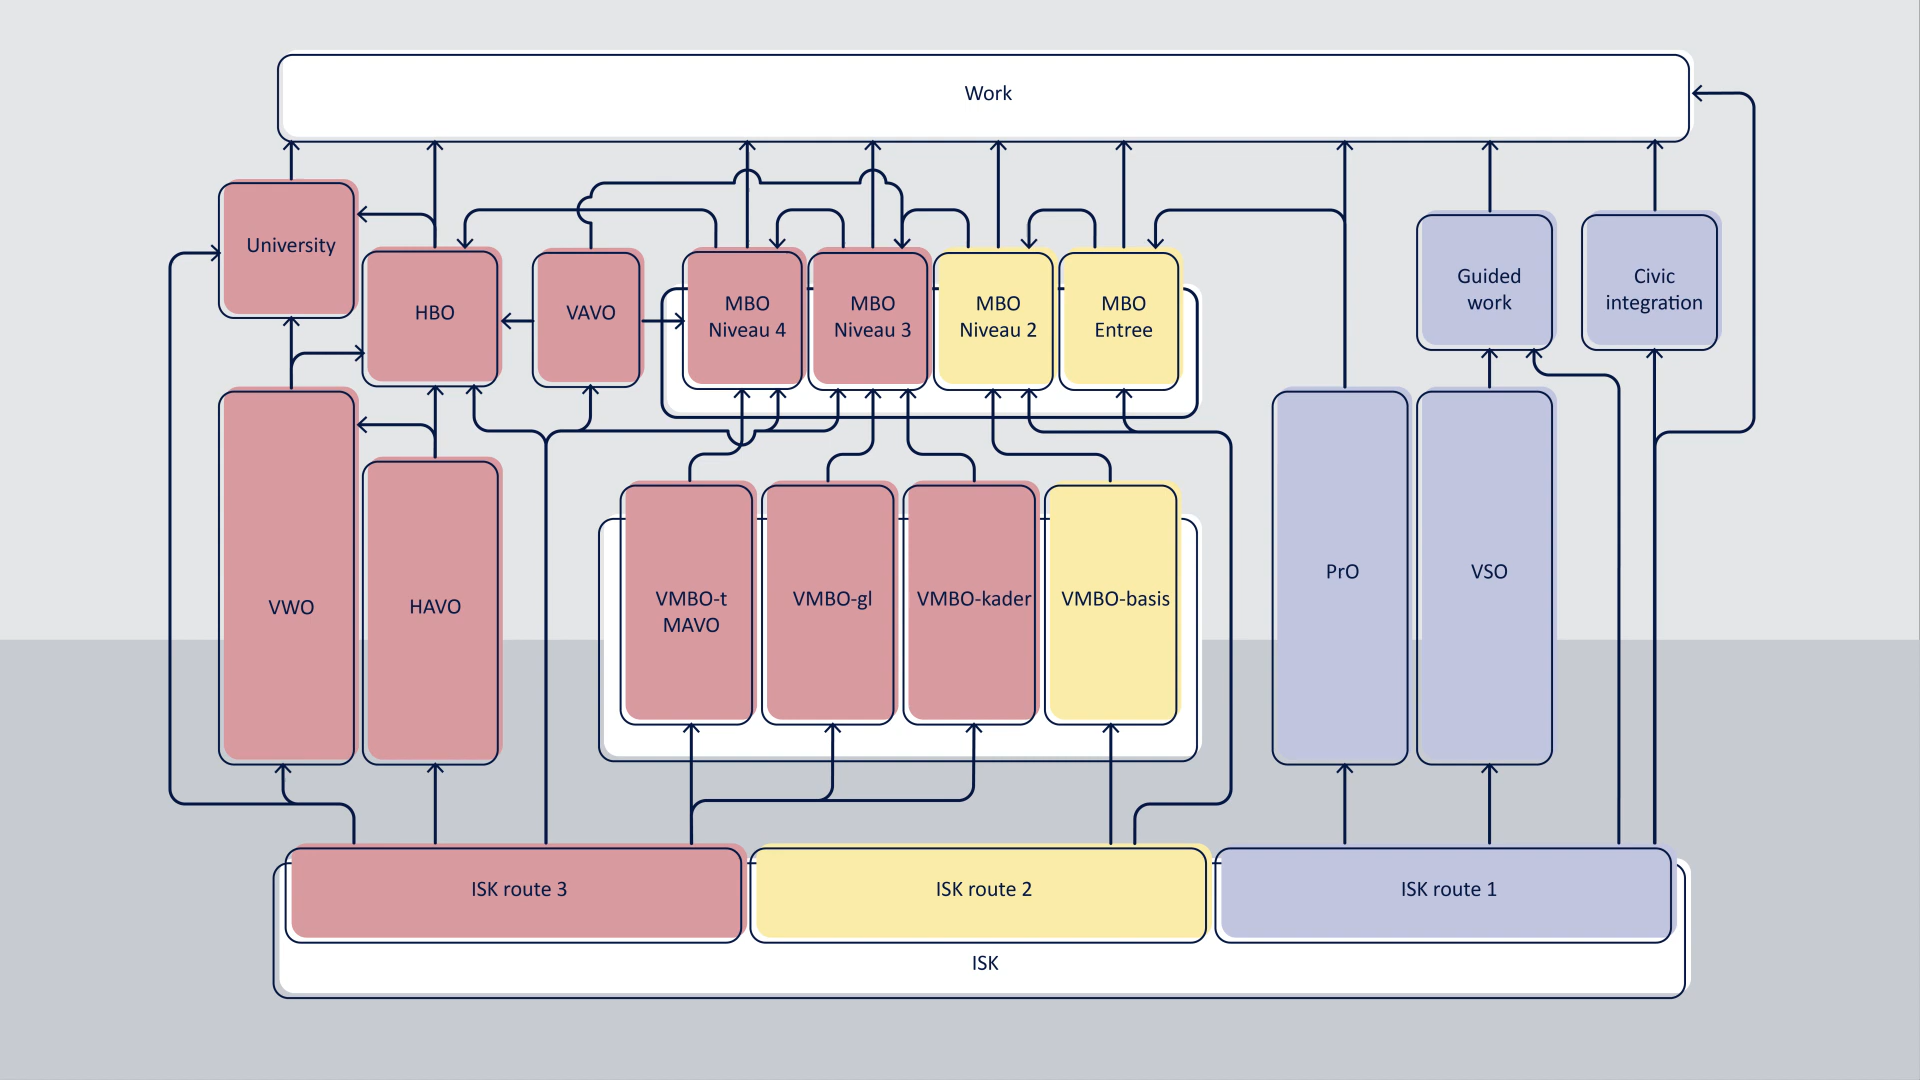 Work
University
HBO
VAVO
MBO
Niveau 4
MBO
Niveau 3
MBO
Niveau 2
MBO
Entree
Guided
work
Civic
integration
VWO
HAVO
VMBO-t
MAVO
VMBO-gl
VMBO-kader
VMBO-basis
PrO
VSO
ISK route 3
ISK route 2
ISK route 1
ISK